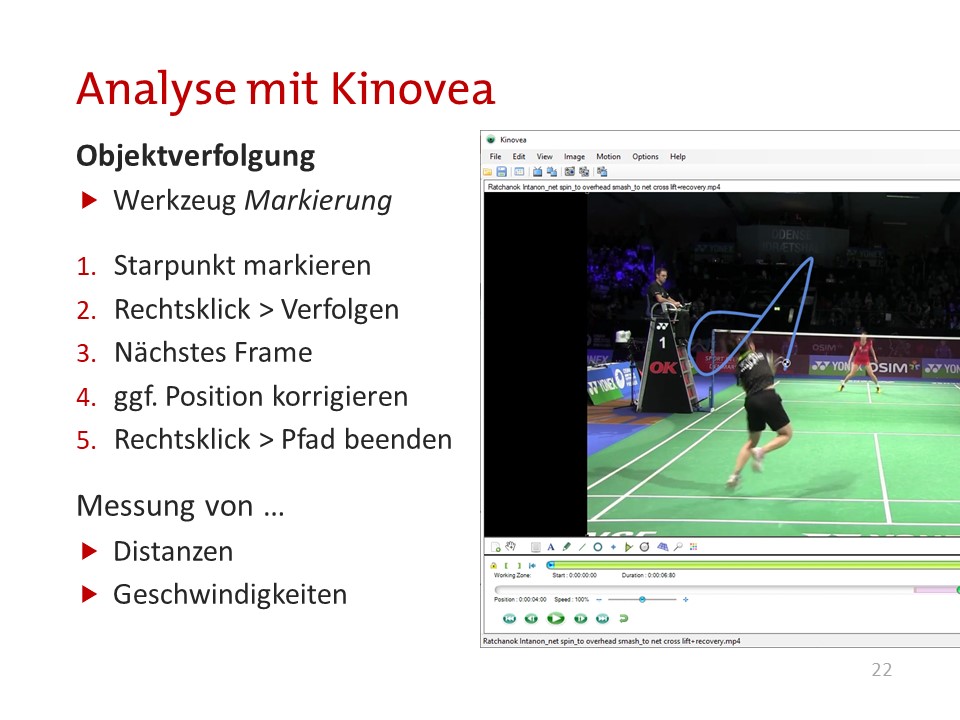 Analyse mit Kinovea
Objektverfolgung
Werkzeug Markierung
1. Starpunkt markieren
2. Rechtsklick > Verfolgen
3. Nächstes Frame
4. ggf. Position korrigieren
5. Rechtsklick > Pfad beenden
Messung von …
Distanzen
Geschwindigkeiten
Kinovea
File Edit View Image Motion Options Help
Ratchanok Intanon_net spin_to overhead smash_to net cross lift+recovery.mp4
ODENSE
1
OK
YONEX
OSIM
YONEX OSIM
Working Zone: Start : 0:00:00:00 Duration : 0:00:06:80
Position : 0:00:04:00 Speed : 100%
Ratchanok Intanon_net spin_to overhead smash_to net cross lift+recovery.mp4
22